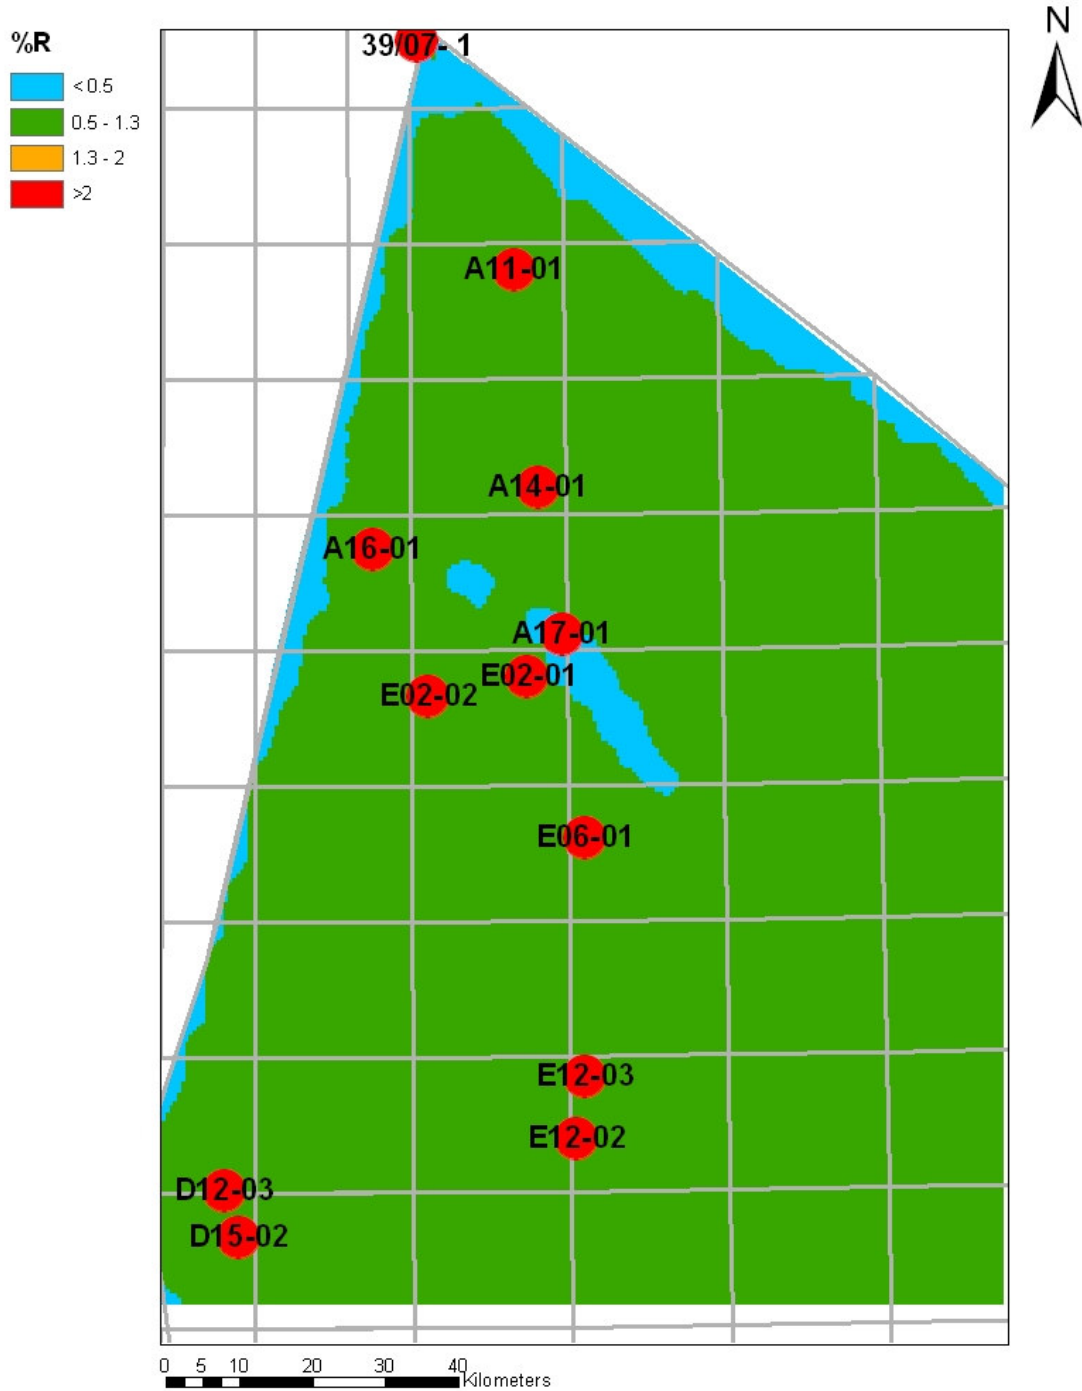 N
%R
< 0.5
0.5 - 1.3
1.3 - 2
>2
39/07- 1
A11-01
A14-01
A16-01
A17-01
E02-01
E02-02
E06-01
E12-03
E12-02
D12-03
D15-02
0 5 10 20 30 40
Kilometers